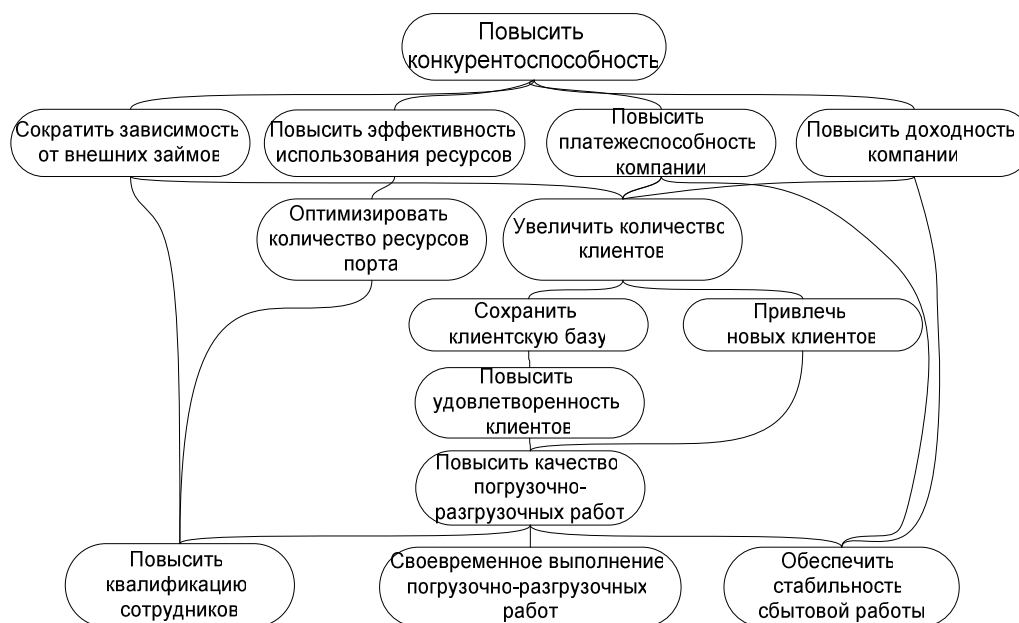 Повысить
конкурентоспособность
Сократить зависимость
от внешних займов
Повысить эффективность
использования ресурсов
Повысить
платежеспособность
компании
Повысить доходность
компании
Оптимизировать
количество ресурсов
порта
Увеличить количество
клиентов
Сохранить
клиентскую базу
Привлечь
новых клиентов
Повысить
удовлетворенность
клиентов
Повысить качество
погрузочно-
разгрузочных работ
Повысить
квалификацию
сотрудников
Своевременное выполнение
погрузочно-разгрузочных
работ
Обеспечить
стабильность
сбытовой работы